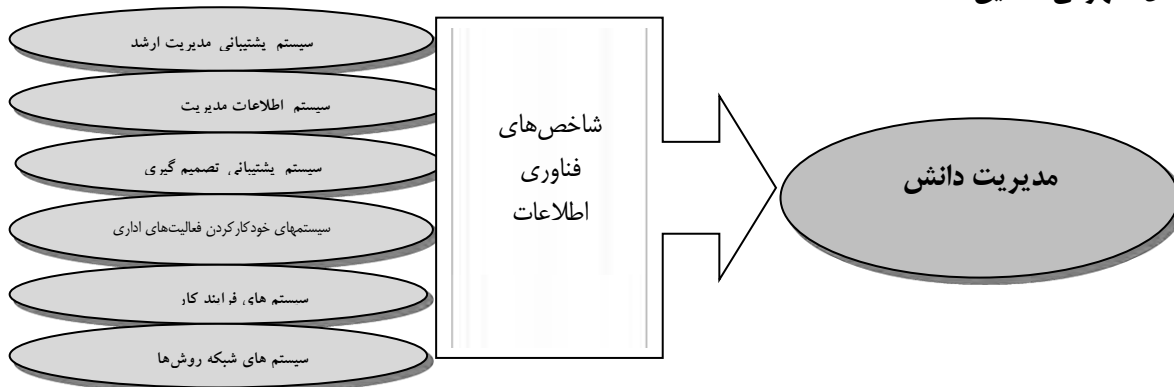 سیستم پشتیبانی مدیریت ارشد
سیستم اطلاعات مدیریت
سیستم پشتیبانی تصمیم گیری
سیستمهای خودکارکردن فعالیت‌های اداری
سیستم های فرایند کار
سیستم های شبکه روش‌ها
شاخص‌های
فناوری
اطلاعات
مدیریت دانش